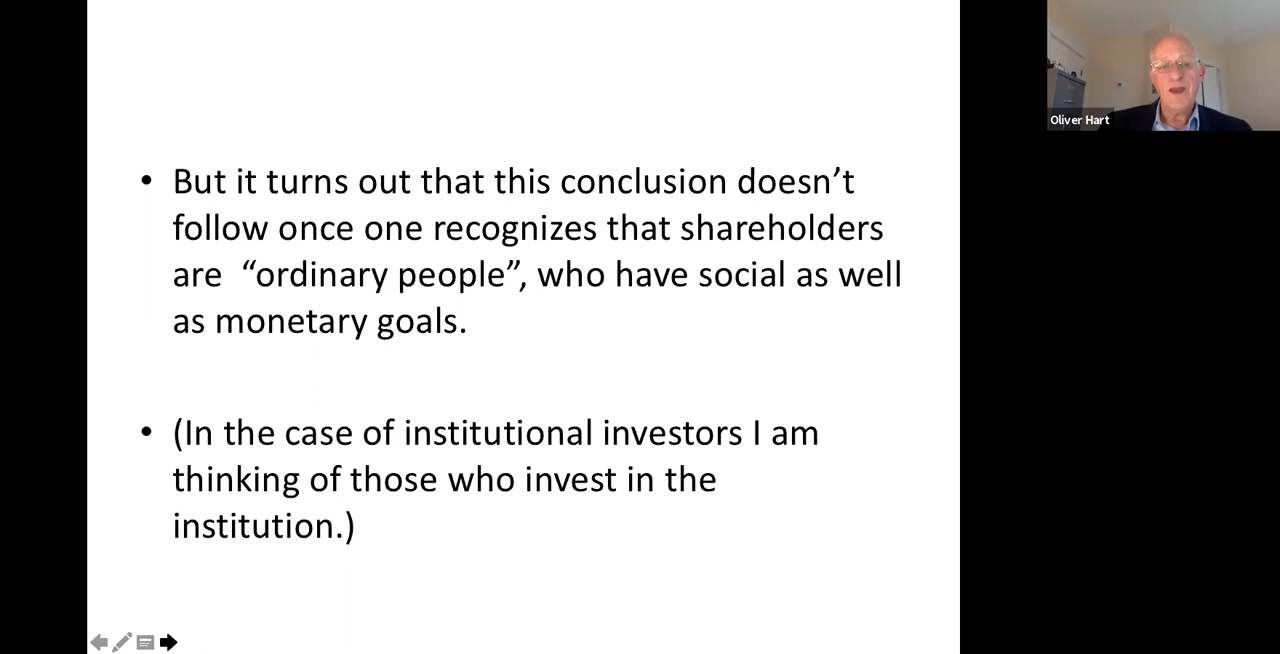 • But it turns out that this conclusion doesn’t
follow once one recognizes that shareholders
are “ordinary people”, who have social as well
as monetary goals.
• (In the case of institutional investors I am
thinking of those who invest in the
institution.)
Oliver Hart